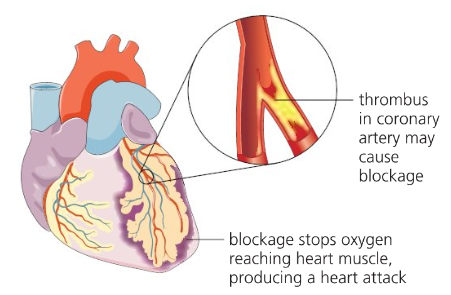 thrombus
in coronary
artery may
cause
blockage
blockage stops oxygen
reaching heart muscle,
producing a heart attack